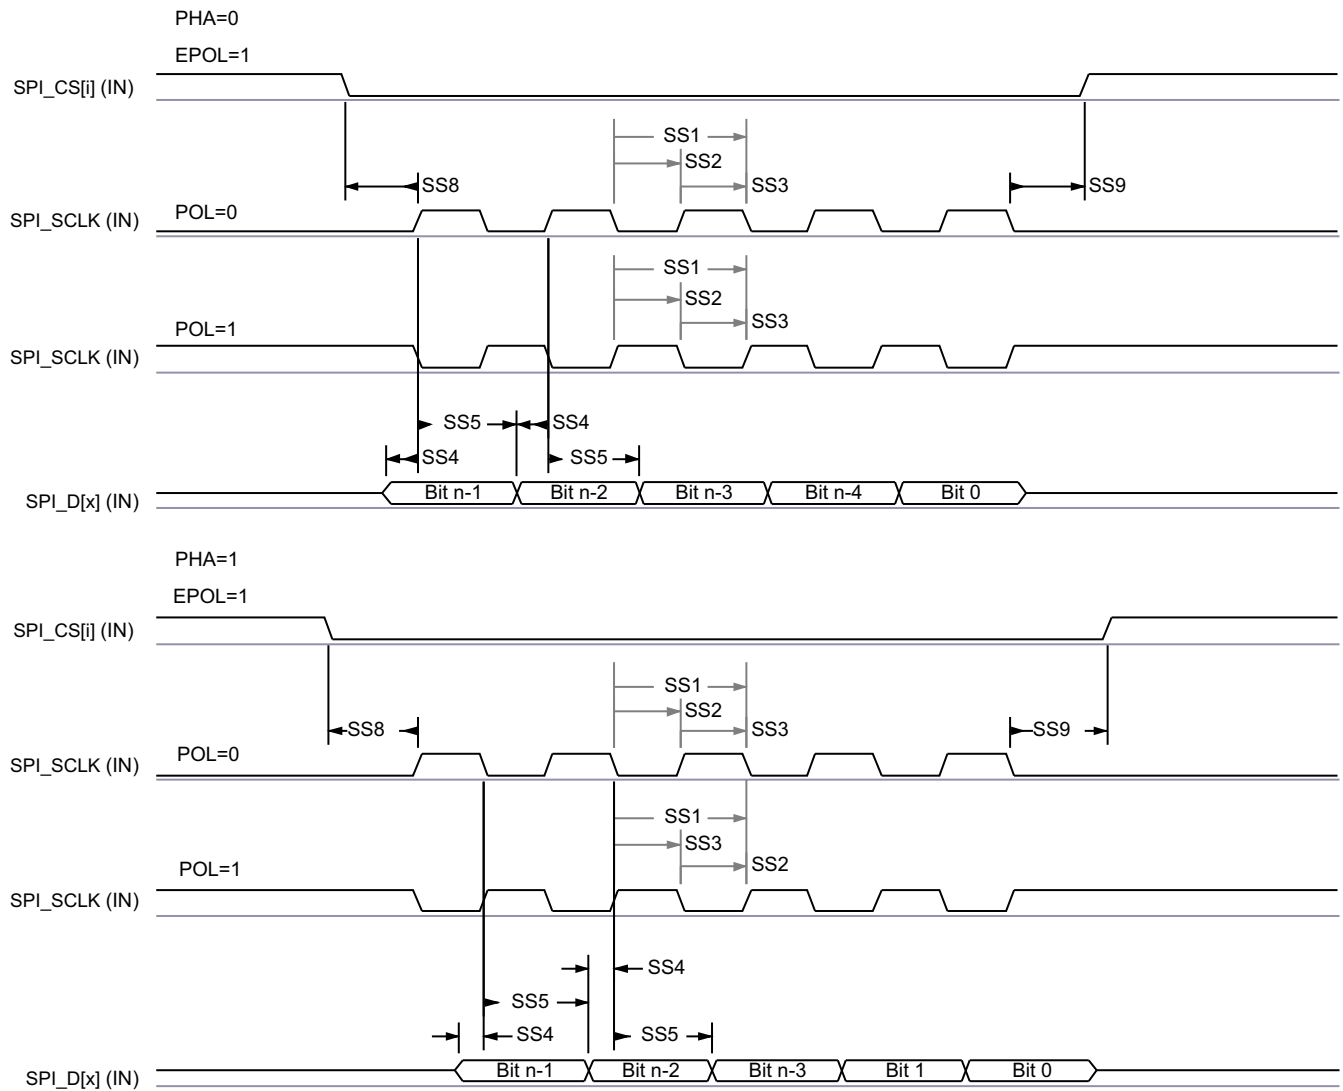 PHA=0
EPOL=1
SPI_CS[i] (IN)
SS1
SS2
SS8
SS3
SS9
POL=0
SPI_SCLK (IN)
SS1
SS2
SS3
POL=1
SPI_SCLK (IN)
SS5
SS4
SS4
SS5
SPI_D[x] (IN)
Bit n-1
Bit n-2
Bit n-3
Bit n-4
Bit 0
PHA=1
EPOL=1
SPI_CS[i] (IN)
SS1
SS2
SS8
SS3
SS9
POL=0
SPI_SCLK (IN)
SS1
SS3
SS2
POL=1
SPI_SCLK (IN)
SS4
SS5
SS4
SS5
SPI_D[x] (IN)
Bit n-1
Bit n-2
Bit n-3
Bit 1
Bit 0